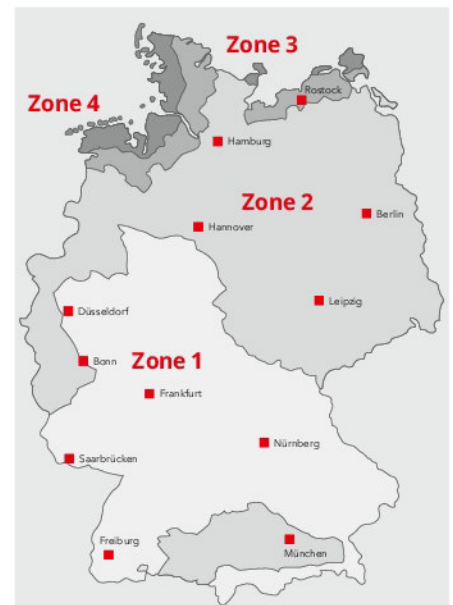 Zone 3
Rostock
Zone 4
Hamburg
Zone 2
Berlin
Hannover
Leipzig
Düsseldorf
Zone 1
Bonn
Frankfurt
Nürnberg
Saarbrücken
Freiburg
München